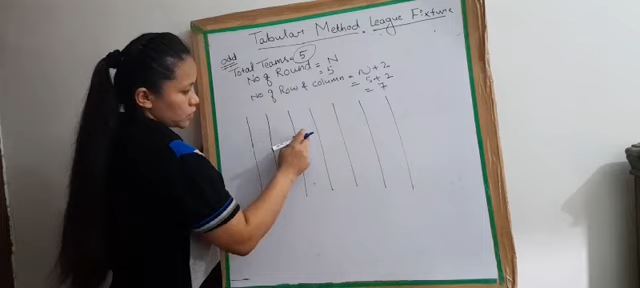 Tabular Method League Fixture
odd
Total Teams = 5
No of Round = N
= 5
No of Row & column = N+2
= 5+2
= 7